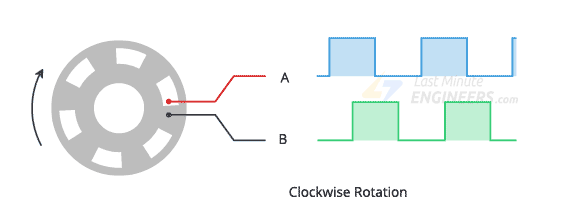 A
Last Minute
ENGINEERS.com
B
Clockwise Rotation